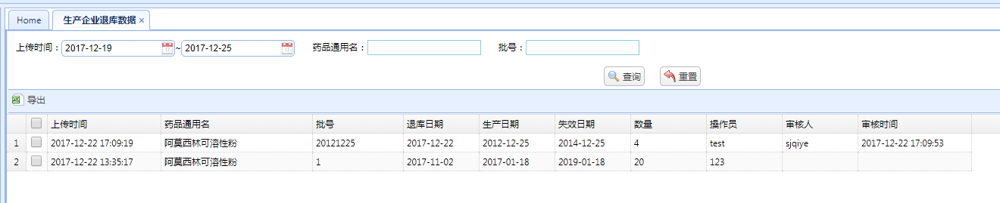 Home 生产企业退库数据 ×
上传时间：2017-12-19 ~ 2017-12-25 药品通用名： 批号：
查询 重置
导出
上传时间 药品通用名 批号 退库日期 生产日期 失效日期 数量 操作员 审核人 审核时间
1 2017-12-22 17:09:19 阿莫西林可溶性粉 20121225 2017-12-22 2012-12-25 2014-12-25 4 test sjqiye 2017-12-22 17:09:53
2 2017-12-22 13:35:17 阿莫西林可溶性粉 1 2017-11-02 2017-01-18 2019-01-18 20 123